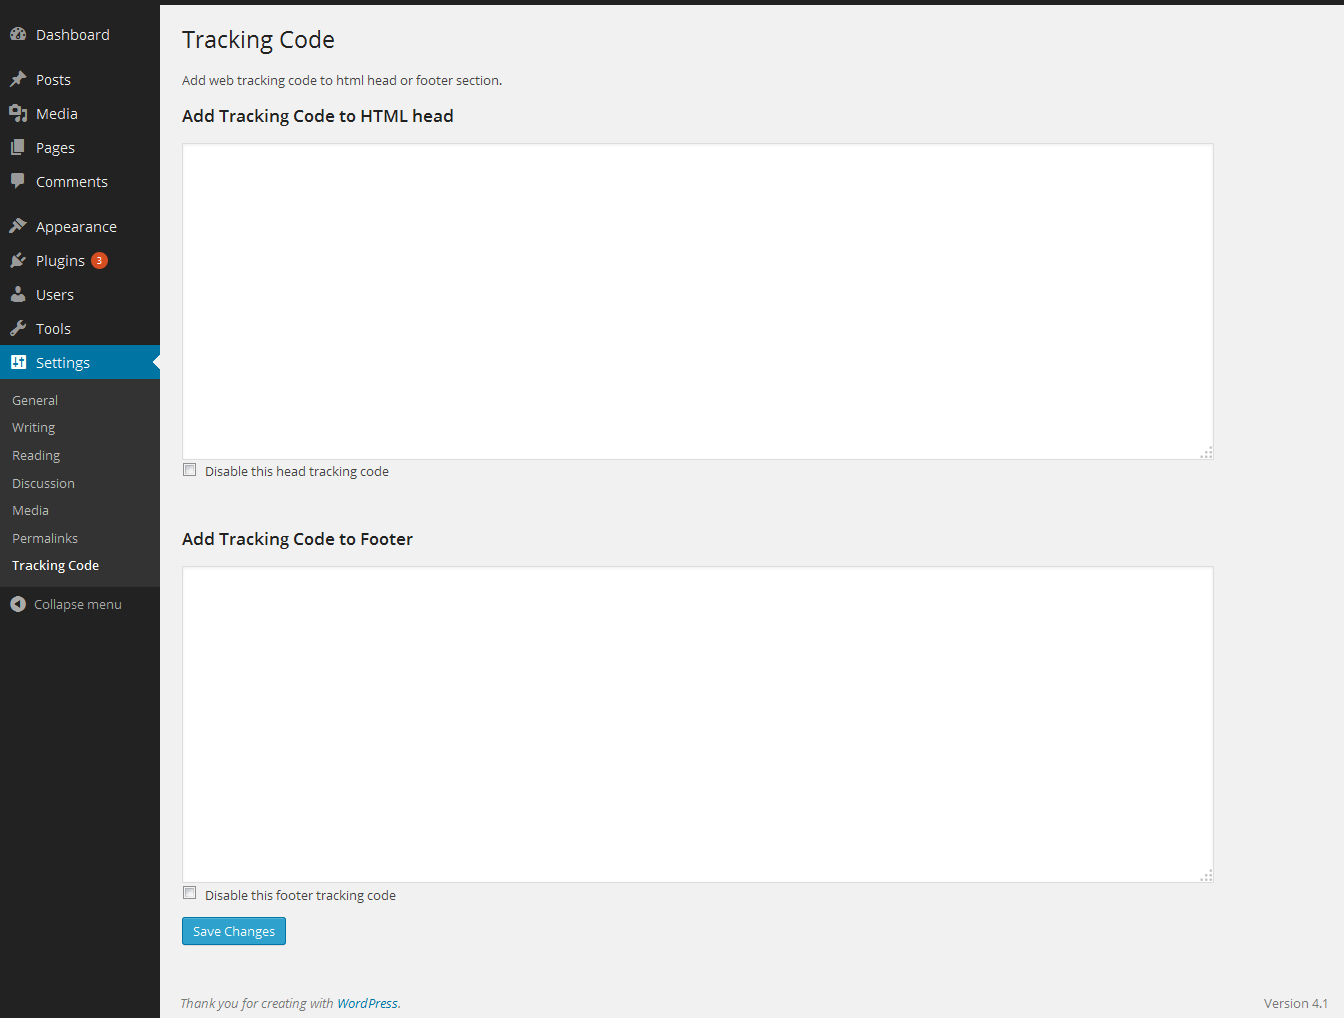 Dashboard
Posts
Media
Pages
Comments
Appearance
Plugins 3
Users
Tools
Settings
General
Writing
Reading
Discussion
Media
Permalinks
Tracking Code
Collapse menu
Tracking Code
Add web tracking code to html head or footer section.
Add Tracking Code to HTML head
Disable this head tracking code
Add Tracking Code to Footer
Disable this footer tracking code
Save Changes
Thank you for creating with WordPress.
Version 4.1